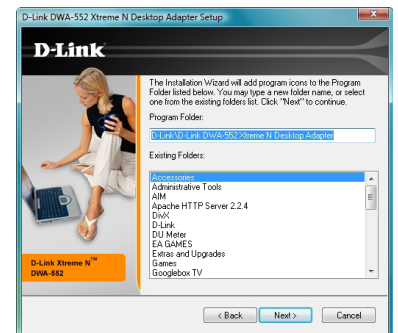 D-Link DWA-552 Xtreme N Desktop Adapter Setup
D-Link
The Installation Wizard will add program icons to the Program
Folder listed below. You may type a new folder name, or select
one from the existing folders list. Click "Next" to continue.
Program Folder:
D-Link\D-Link DWA-552 Xtreme N Desktop Adapter
Existing Folders:
Accessories
Administrative Tools
AIM
Apache HTTP Server 2.2.4
DivX
D-Link
DU Meter
EA GAMES
Extras and Upgrades
Games
Googlebox TV
D-Link Xtreme N™
DWA-552
< Back
Next >
Cancel